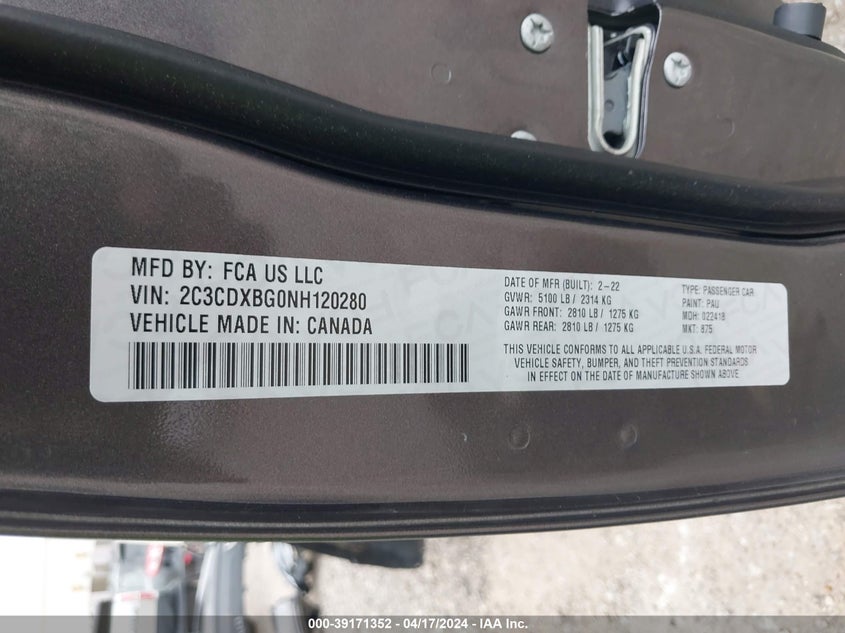 MFD BY: FCA US LLC
VIN: 2C3CDXBG0NH120280
VEHICLE MADE IN: CANADA
DATE OF MFR (BUILT): 2-22
GVWR: 5100 LB / 2314 KG
GAWR FRONT: 2810 LB / 1275 KG
GAWR REAR: 2810 LB / 1275 KG
TYPE: PASSENGER CAR
PAINT: PAU
MDH: 022418
MKT: 875
THIS VEHICLE CONFORMS TO ALL APPLICABLE U.S.A. FEDERAL MOTOR
VEHICLE SAFETY, BUMPER, AND THEFT PREVENTION STANDARDS
IN EFFECT ON THE DATE OF MANUFACTURE SHOWN ABOVE.
000-39171352 - 04/17/2024 - IAA Inc.